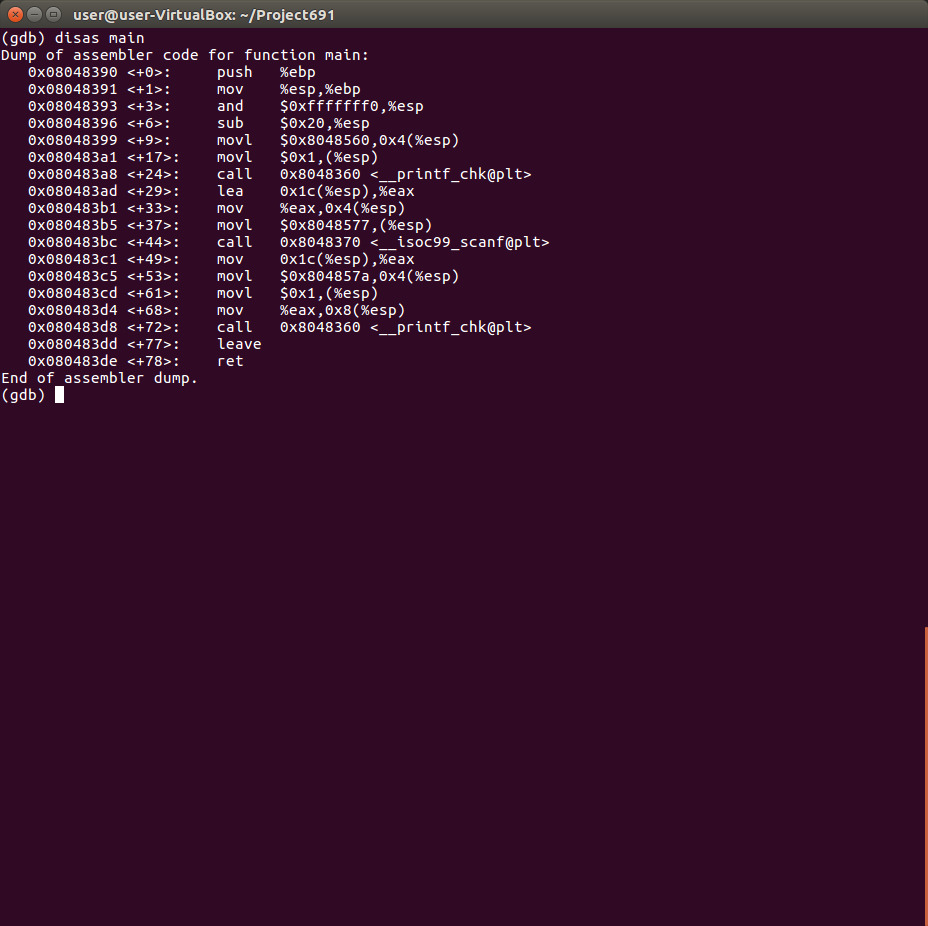 user@user-VirtualBox: ~/Project691
(gdb) disas main
Dump of assembler code for function main:
   0x08048390 <+0>:     push   %ebp
   0x08048391 <+1>:     mov    %esp,%ebp
   0x08048393 <+3>:     and    $0xfffffff0,%esp
   0x08048396 <+6>:     sub    $0x20,%esp
   0x08048399 <+9>:     movl   $0x8048560,0x4(%esp)
   0x080483a1 <+17>:    movl   $0x1,(%esp)
   0x080483a8 <+24>:    call   0x8048360 <__printf_chk@plt>
   0x080483ad <+29>:    lea    0x1c(%esp),%eax
   0x080483b1 <+33>:    mov    %eax,0x4(%esp)
   0x080483b5 <+37>:    movl   $0x8048577,(%esp)
   0x080483bc <+44>:    call   0x8048370 <__isoc99_scanf@plt>
   0x080483c1 <+49>:    mov    0x1c(%esp),%eax
   0x080483c5 <+53>:    movl   $0x804857a,0x4(%esp)
   0x080483cd <+61>:    movl   $0x1,(%esp)
   0x080483d4 <+68>:    mov    %eax,0x8(%esp)
   0x080483d8 <+72>:    call   0x8048360 <__printf_chk@plt>
   0x080483dd <+77>:    leave
   0x080483de <+78>:    ret
End of assembler dump.
(gdb)